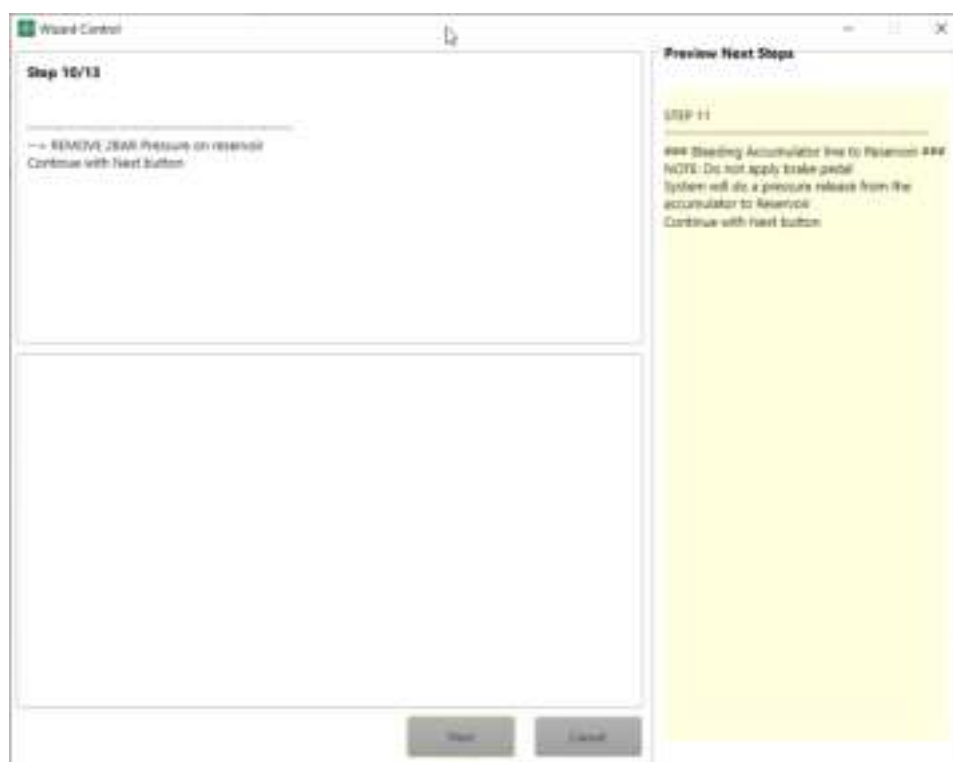 Wizard Control
Step 10/13
--> REMOVE 2BAR Pressure on reservoir
Continue with Next button
Next
Cancel
Preview Next Steps
STEP 11
### Bleeding Accumulator line to Reservoir ###
NOTE: Do not apply brake pedal
System will do a pressure release from the
accumulator to Reservoir
Continue with Next button